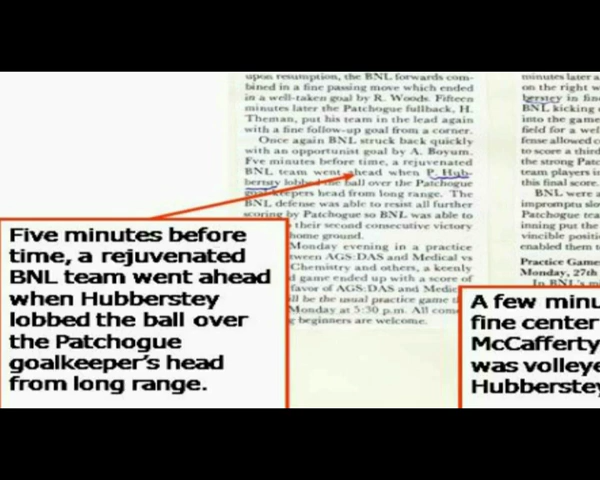 upon resumption, the BNL forwards com-
bined in a fine passing move which ended
in a well-taken goal by R. Woods. Fifteen
minutes later the Patchogue fullback, H.
Theman, put his team in the lead again
with a fine follow-up goal from a corner.
Once again BNL struck back quickly
with an opportunist goal by A. Boyum.
Five minutes before time, a rejuvenated
BNL team went ahead when P. Hub-
berstey lobbed the ball over the Patchogue
goalkeepers head from long range. The
BNL defense was able to resist all further
scoring by Patchogue so BNL was able to
their second consecutive victory
home ground.
Monday evening in a practice
tween AGS:DAS and Medical vs
Chemistry and others, a keenly
d game ended up with a score of
favor of AGS:DAS and Medic
ll be the usual practice game
Monday at 5:30 p.m. All com
g beginners are welcome.
minutes later a
on the right w
berstey in fine
BNL kicking
into the game
field for a wel
fense allowed
to score a third
the strong Patc
team players i
this final score.
BNL were
impromptu slo
Patchogue tea
inning put the
vincible positi
enabled them t
Practice Games
Monday, 27th
In BNL's
Five minutes before
time, a rejuvenated
BNL team went ahead
when Hubberstey
lobbed the ball over
the Patchogue
goalkeeper's head
from long range.
A few minu
fine center
McCafferty
was volleye
Hubberstey